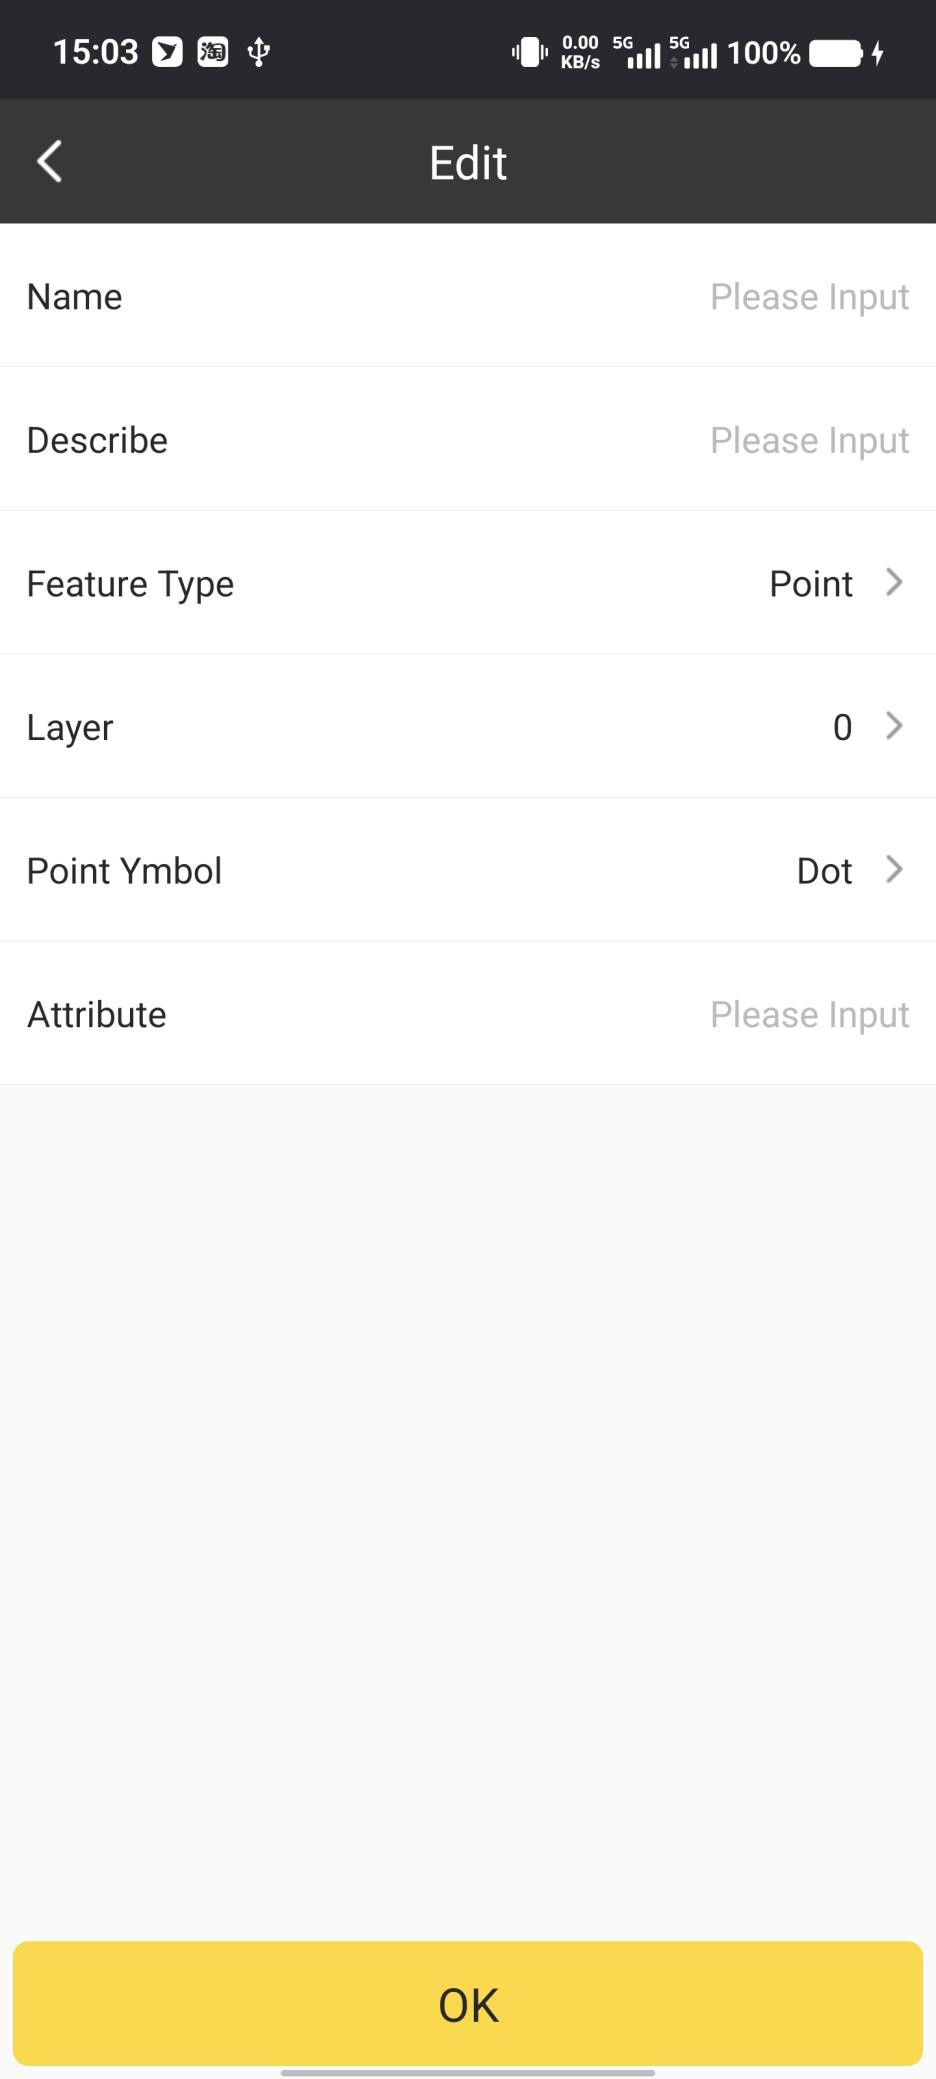 15:03 淘 0.00 KB/s 5G 5G 100%
Edit
Name Please Input
Describe Please Input
Feature Type Point
Layer 0
Point Ymbol Dot
Attribute Please Input
OK